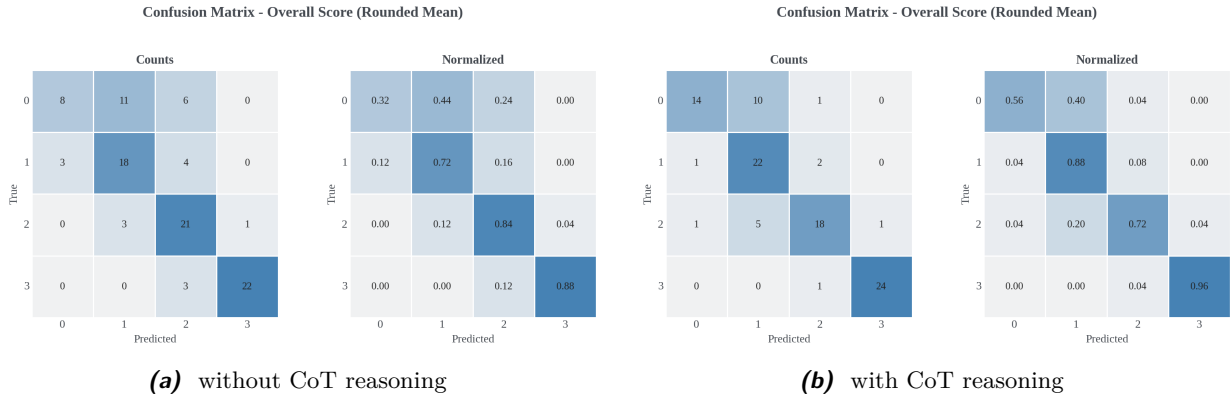 Confusion Matrix - Overall Score (Rounded Mean)
Counts
Normalized
True
0 8 11 6 0
1 3 18 4 0
2 0 3 21 1
3 0 0 3 22
0 1 2 3
Predicted
0 0.32 0.44 0.24 0.00
1 0.12 0.72 0.16 0.00
2 0.00 0.12 0.84 0.04
3 0.00 0.00 0.12 0.88
0 1 2 3
Predicted
(a) without CoT reasoning
Confusion Matrix - Overall Score (Rounded Mean)
Counts
Normalized
True
0 14 10 1 0
1 1 22 2 0
2 1 5 18 1
3 0 0 1 24
0 1 2 3
Predicted
True
0 0.56 0.40 0.04 0.00
1 0.04 0.88 0.08 0.00
2 0.04 0.20 0.72 0.04
3 0.00 0.00 0.04 0.96
0 1 2 3
Predicted
(b) with CoT reasoning